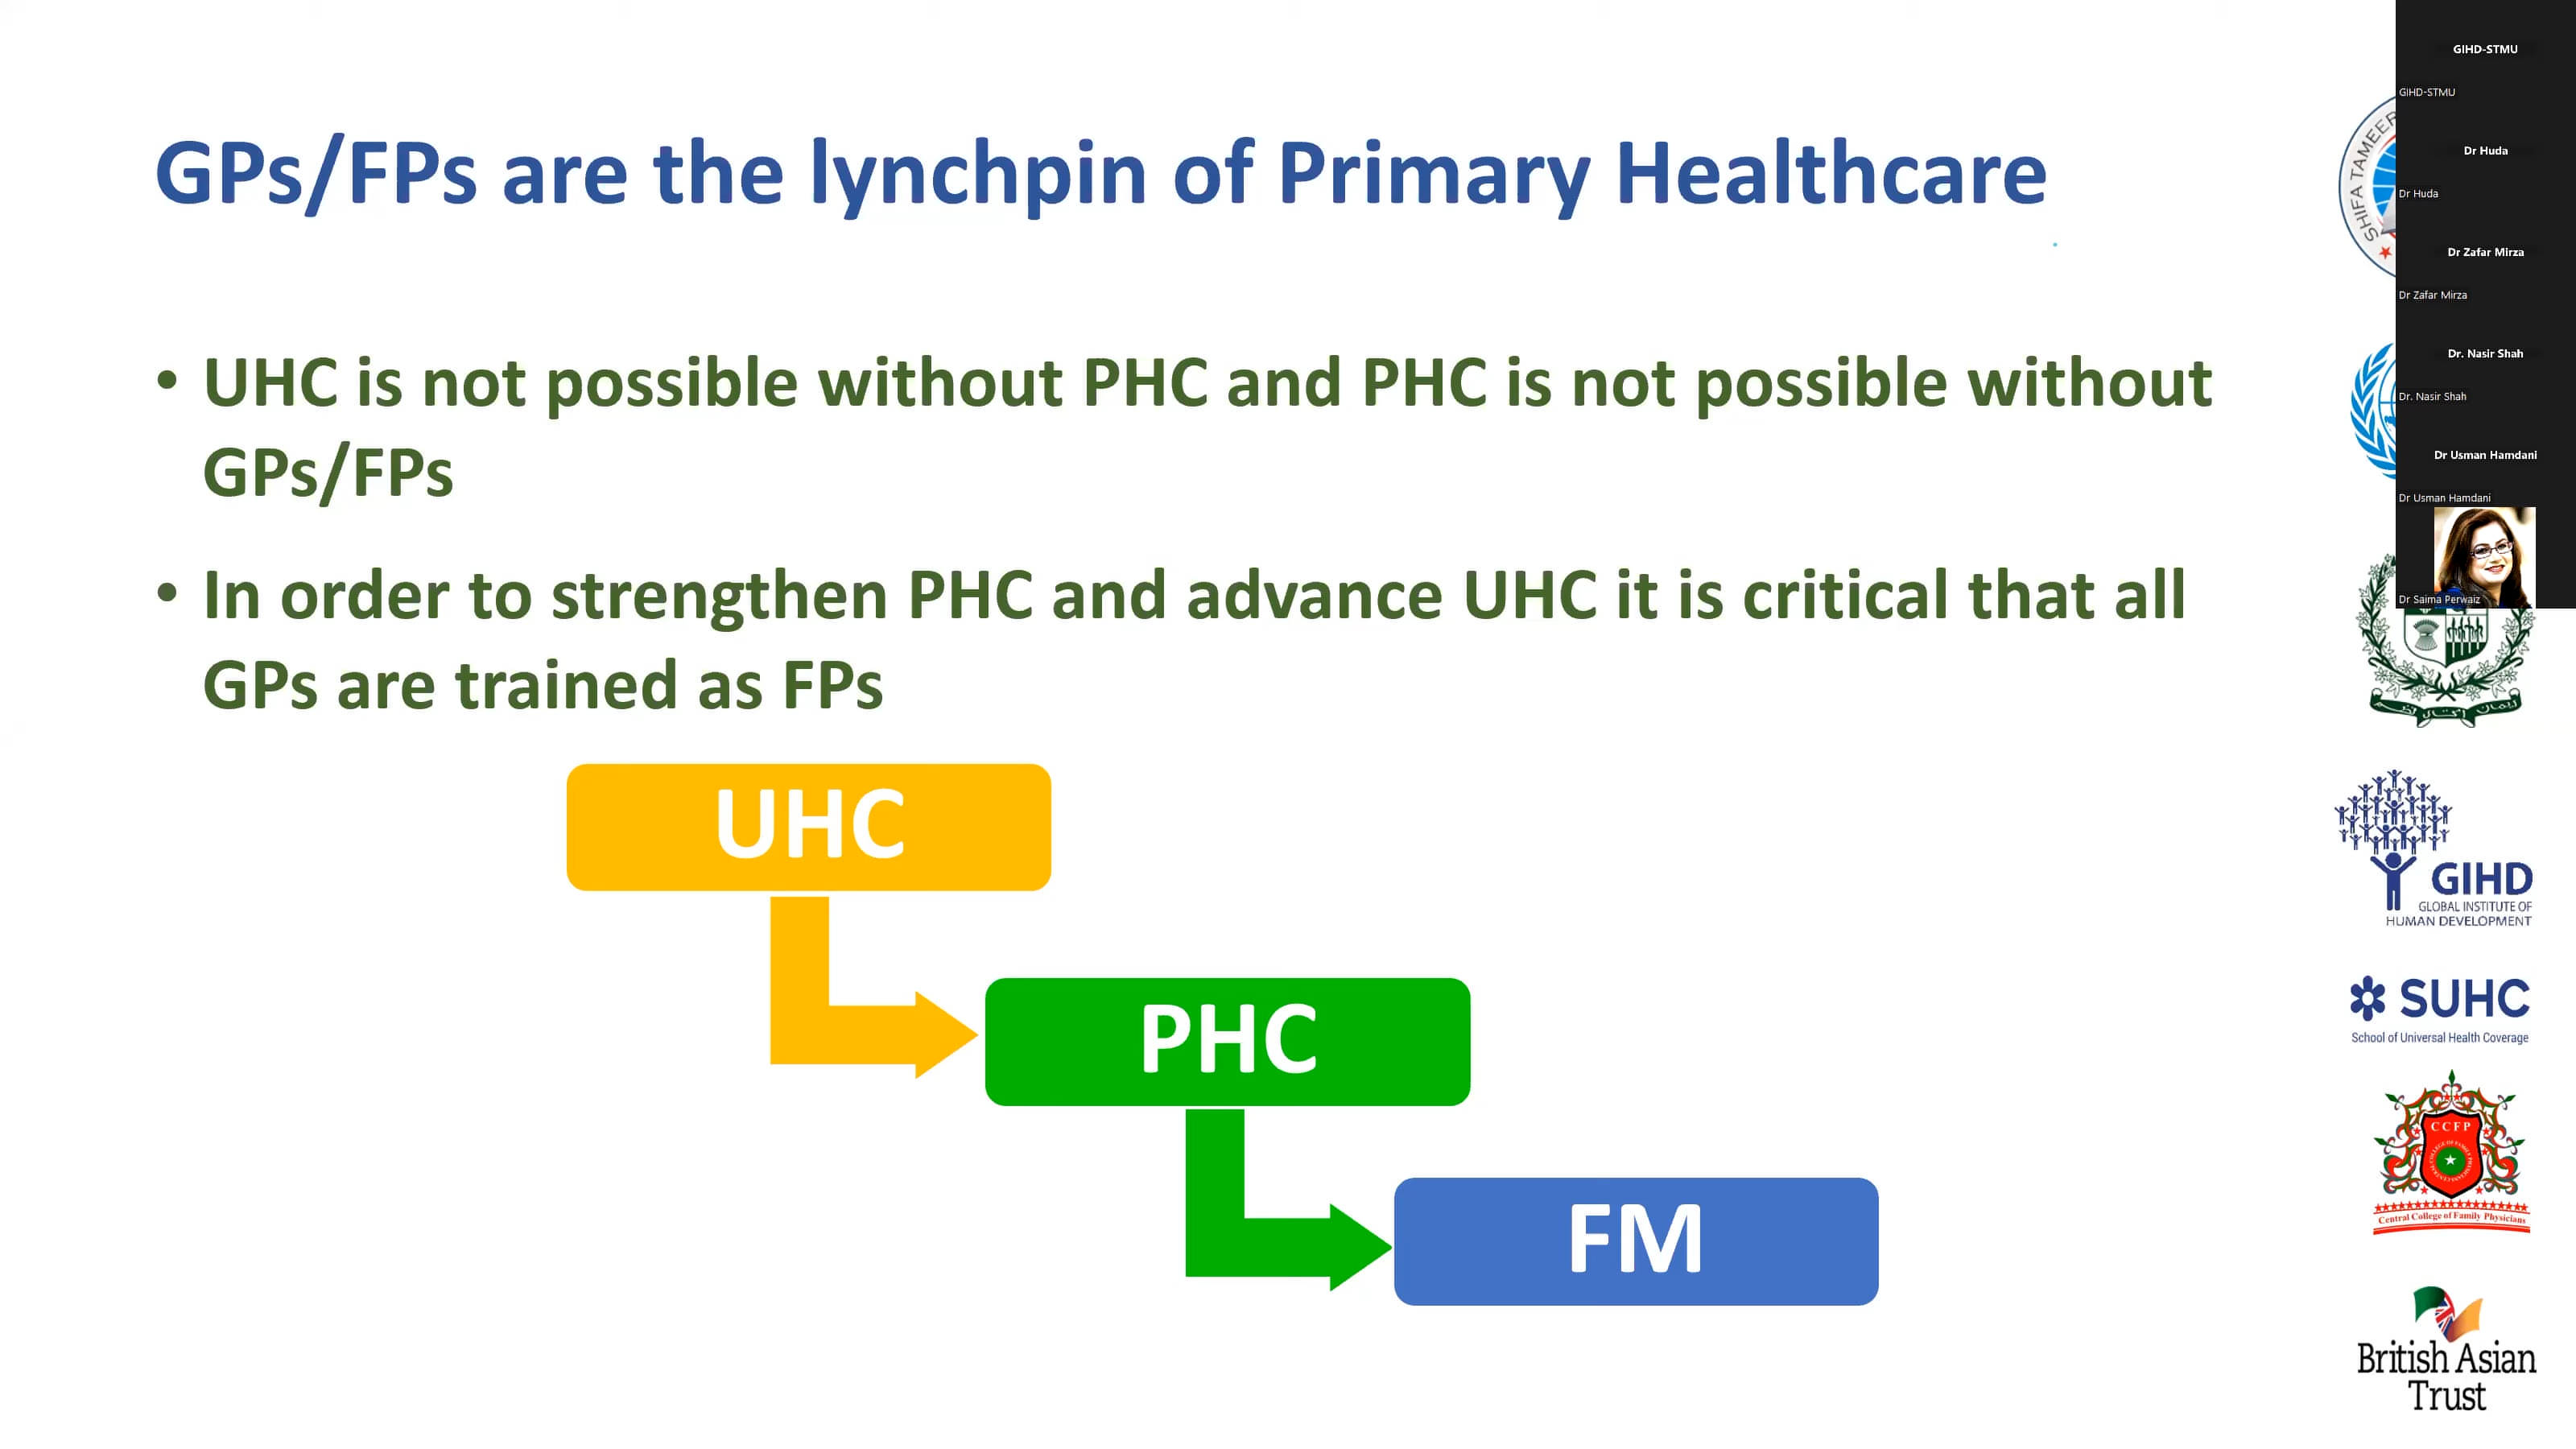 GPs/FPs are the lynchpin of Primary Healthcare
• UHC is not possible without PHC and PHC is not possible without
GPs/FPs
• In order to strengthen PHC and advance UHC it is critical that all
GPs are trained as FPs
UHC
PHC
FM
GIHD-STMU
GIHD-STMU
Dr Huda
Dr Huda
Dr Zafar Mirza
Dr Zafar Mirza
Dr. Nasir Shah
Dr. Nasir Shah
Dr Usman Hamdani
Dr Usman Hamdani
Dr Saima Perwaiz
SHIFA TAMEER
GIHD
GLOBAL INSTITUTE OF
HUMAN DEVELOPMENT
SUHC
School of Universal Health Coverage
CCFP
Central College of Family Physicians
British Asian
Trust